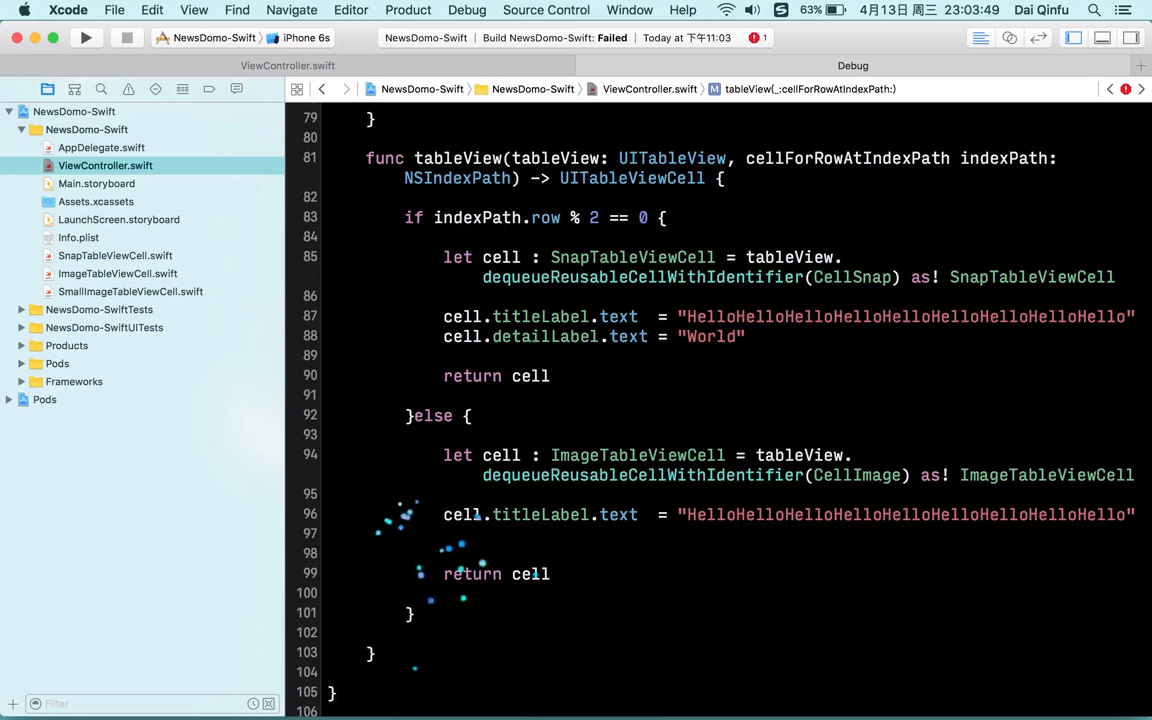 Xcode File Edit View Find Navigate Editor Product Debug Source Control Window Help 63% 4月13日 周三 23:03:49 Dai Qinfu
NewsDomo-Swift iPhone 6s NewsDomo-Swift Build NewsDomo-Swift: Failed Today at 下午11:03 1
ViewController.swift Debug
NewsDomo-Swift NewsDomo-Swift ViewController.swift M tableView(_:cellForRowAtIndexPath:)
NewsDomo-Swift
NewsDomo-Swift
AppDelegate.swift
ViewController.swift
Main.storyboard
Assets.xcassets
LaunchScreen.storyboard
Info.plist
SnapTableViewCell.swift
ImageTableViewCell.swift
SmallImageTableViewCell.swift
NewsDomo-SwiftTests
NewsDomo-SwiftUITests
Products
Pods
Frameworks
Pods
Filter
79 }
80
81 func tableView(tableView: UITableView, cellForRowAtIndexPath indexPath:
NSIndexPath) -> UITableViewCell {
82
83 if indexPath.row % 2 == 0 {
84
85 let cell : SnapTableViewCell = tableView.
dequeueReusableCellWithIdentifier(CellSnap) as! SnapTableViewCell
86
87 cell.titleLabel.text = "HelloHelloHelloHelloHelloHelloHelloHelloHello"
88 cell.detailLabel.text = "World"
89
90 return cell
91
92 }else {
93
94 let cell : ImageTableViewCell = tableView.
dequeueReusableCellWithIdentifier(CellImage) as! ImageTableViewCell
95
96 cell.titleLabel.text = "HelloHelloHelloHelloHelloHelloHelloHelloHello"
97
98
99 return cell
100
101 }
102
103 }
104
105 }
106